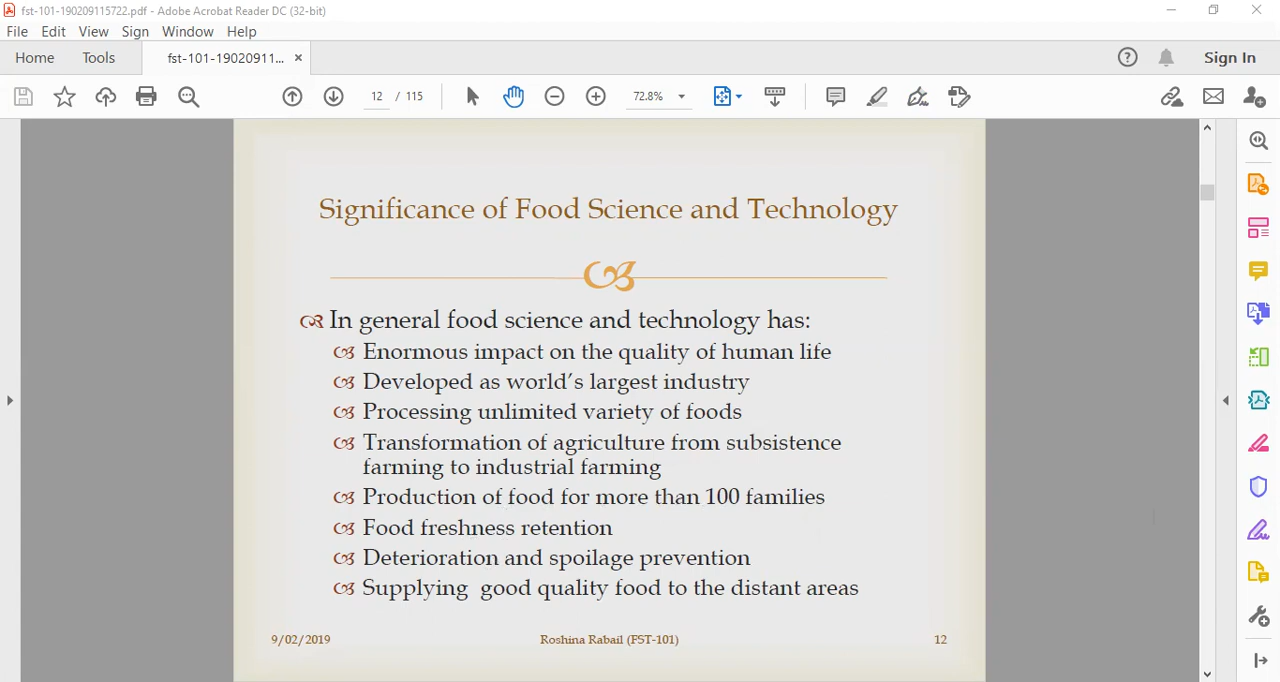 fst-101-190209115722.pdf - Adobe Acrobat Reader DC (32-bit)
File Edit View Sign Window Help
Home Tools fst-101-19020911... × Sign In
12 / 115 72.8%
Significance of Food Science and Technology
In general food science and technology has:
Enormous impact on the quality of human life
Developed as world's largest industry
Processing unlimited variety of foods
Transformation of agriculture from subsistence
farming to industrial farming
Production of food for more than 100 families
Food freshness retention
Deterioration and spoilage prevention
Supplying good quality food to the distant areas
9/02/2019 Roshina Rabail (FST-101) 12